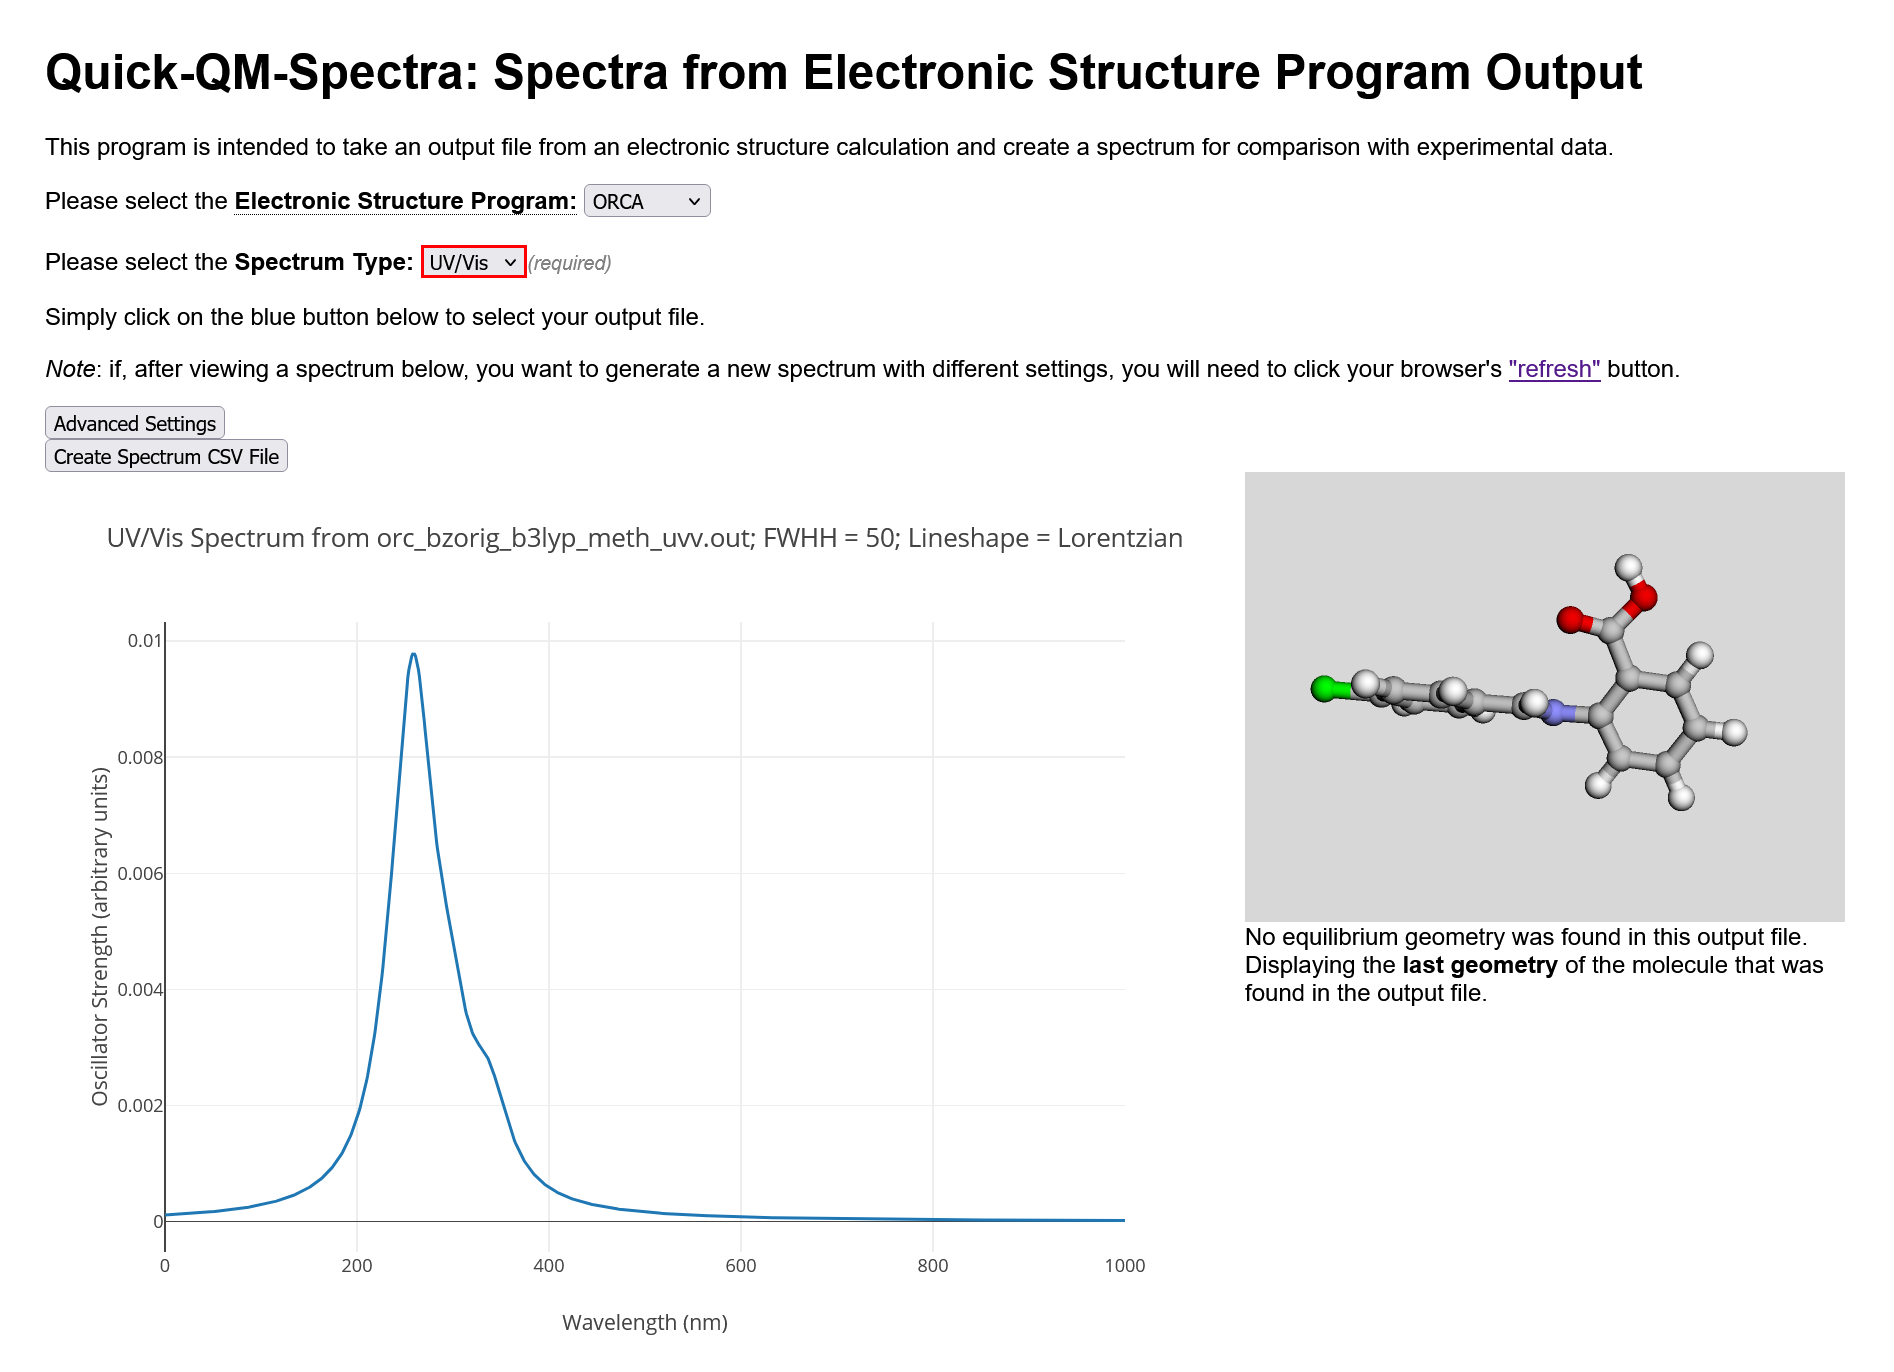 Quick-QM-Spectra: Spectra from Electronic Structure Program Output
This program is intended to take an output file from an electronic structure calculation and create a spectrum for comparison with experimental data.
Please select the Electronic Structure Program: ORCA
Please select the Spectrum Type: UV/Vis (required)
Simply click on the blue button below to select your output file.
Note: if, after viewing a spectrum below, you want to generate a new spectrum with different settings, you will need to click your browser's "refresh" button.
Advanced Settings
Create Spectrum CSV File
UV/Vis Spectrum from orc_bzorig_b3lyp_meth_uvv.out; FWHH = 50; Lineshape = Lorentzian
Oscillator Strength (arbitrary units)
0.01
0.008
0.006
0.004
0.002
0
0 200 400 600 800 1000
Wavelength (nm)
No equilibrium geometry was found in this output file.
Displaying the last geometry of the molecule that was
found in the output file.